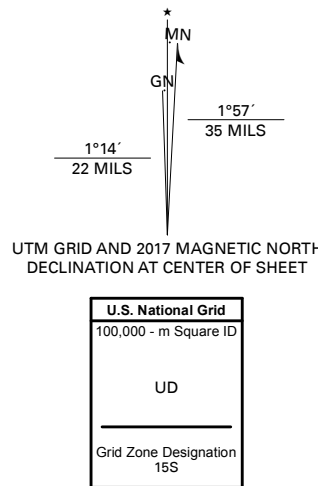 ★
MN
GN
1°57´
35 MILS
1°14´
22 MILS
UTM GRID AND 2017 MAGNETIC NORTH
DECLINATION AT CENTER OF SHEET
U.S. National Grid
100,000 - m Square ID
UD
Grid Zone Designation
15S